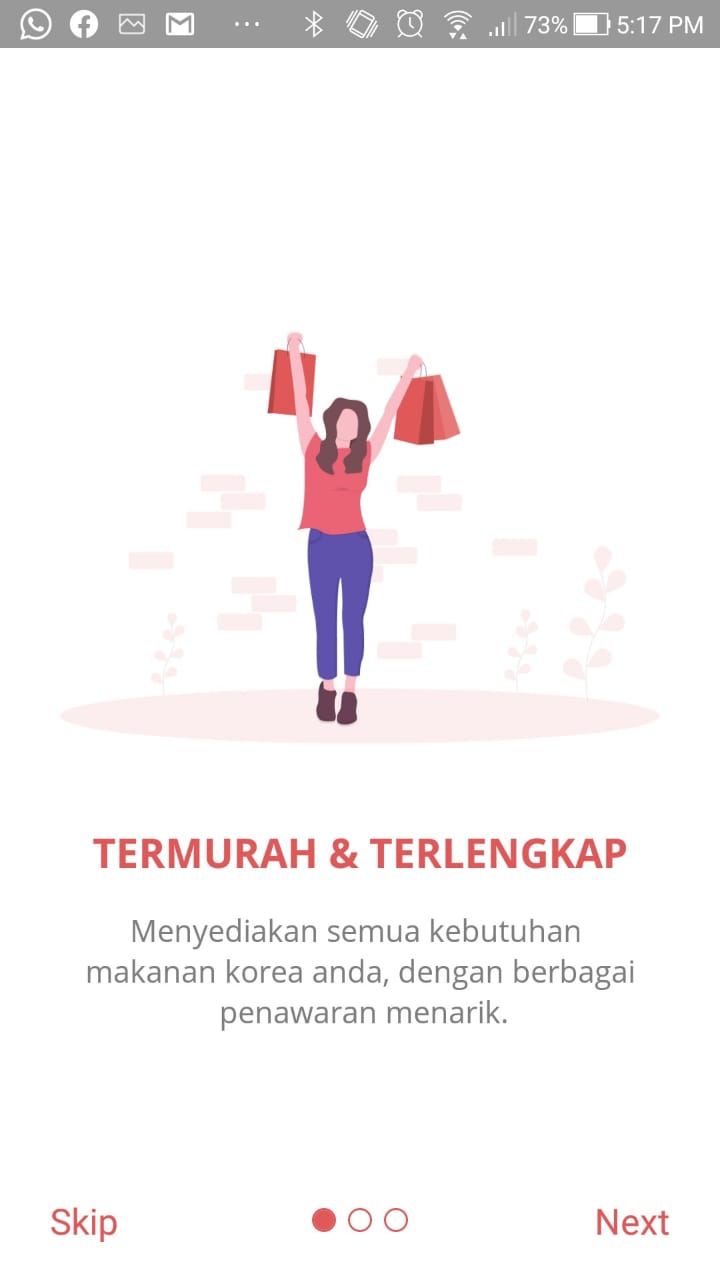 73% 5:17 PM
TERMURAH & TERLENGKAP
Menyediakan semua kebutuhan
makanan korea anda, dengan berbagai
penawaran menarik.
Skip Next